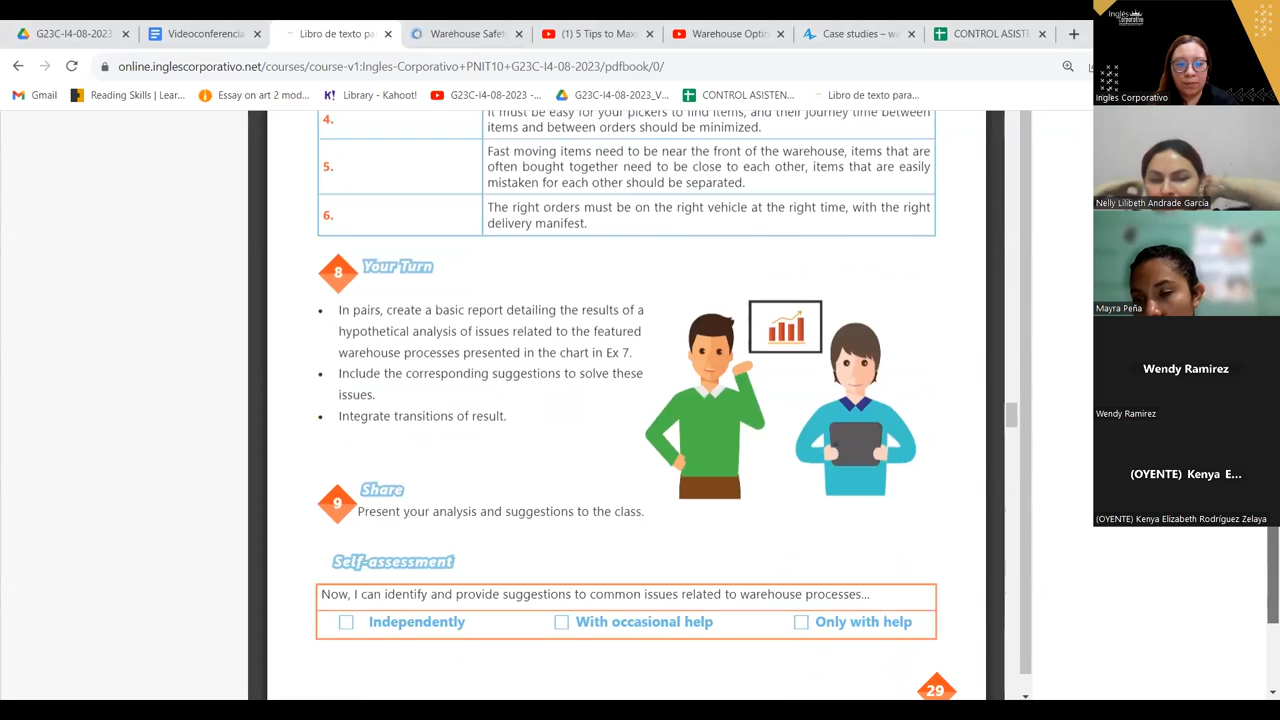 G23C-I4-08-2023
Videoconferencia
Libro de texto para
Warehouse Safet
(1) 5 Tips to Max
Warehouse Opti
Case studies – wa
CONTROL ASISTE
online.inglescorporativo.net/courses/course-v1:Ingles-Corporativo+PNIT10+G23C-I4-08-2023/pdfbook/0/
Gmail
Reading Skills | Lear...
Essay on art 2 mod...
Library - Kano...
G23C-I4-08-2023 -...
G23C-I4-08-2023_V...
CONTROL ASISTEN...
Libro de texto para...
4.
It must be easy for your pickers to find items, and their journey time between
items and between orders should be minimized.
5.
Fast moving items need to be near the front of the warehouse, items that are
often bought together need to be close to each other, items that are easily
mistaken for each other should be separated.
6.
The right orders must be on the right vehicle at the right time, with the right
delivery manifest.
8
Your Turn
• In pairs, create a basic report detailing the results of a
hypothetical analysis of issues related to the featured
warehouse processes presented in the chart in Ex 7.
• Include the corresponding suggestions to solve these
issues.
• Integrate transitions of result.
9
Share
Present your analysis and suggestions to the class.
Self-assessment
Now, I can identify and provide suggestions to common issues related to warehouse processes...
Independently
With occasional help
Only with help
29
Inglés
Corporativo
Ingles Corporativo
Nelly Lilibeth Andrade García
Mayra Peña
Wendy Ramirez
Wendy Ramirez
(OYENTE) Kenya E...
(OYENTE) Kenya Elizabeth Rodríguez Zelaya